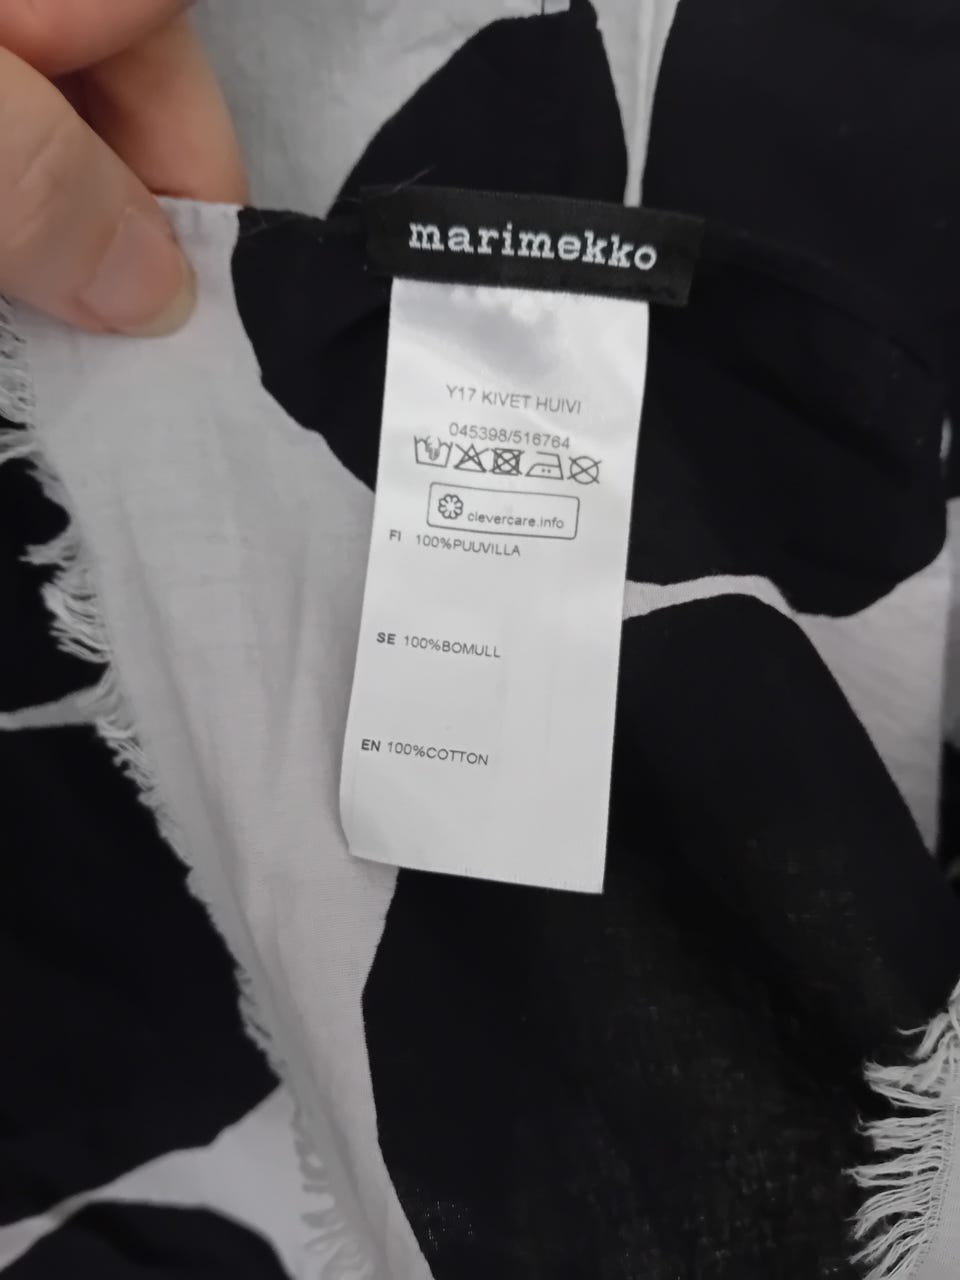 marimekko
Y17 KIVET HUIVI
045398/516764
clevercare.info
FI 100%PUUVILLA
SE 100%BOMULL
EN 100%COTTON